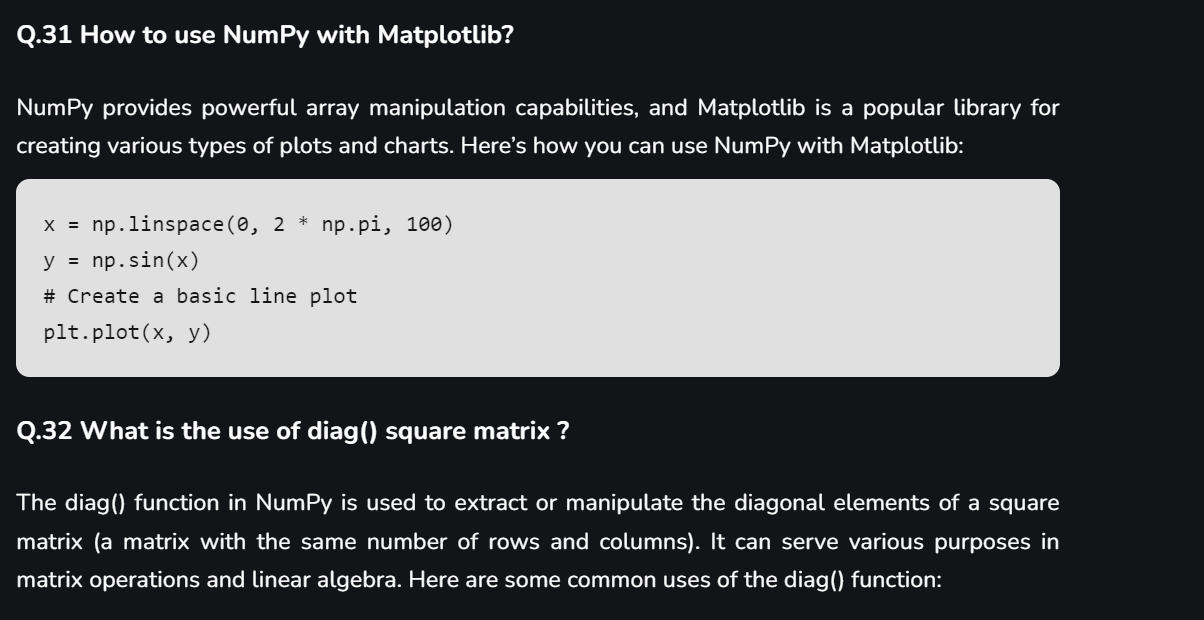 Q.31 How to use NumPy with Matplotlib?
NumPy provides powerful array manipulation capabilities, and Matplotlib is a popular library for
creating various types of plots and charts. Here’s how you can use NumPy with Matplotlib:
x = np.linspace(0, 2 * np.pi, 100)
y = np.sin(x)
# Create a basic line plot
plt.plot(x, y)
Q.32 What is the use of diag() square matrix ?
The diag() function in NumPy is used to extract or manipulate the diagonal elements of a square
matrix (a matrix with the same number of rows and columns). It can serve various purposes in
matrix operations and linear algebra. Here are some common uses of the diag() function: